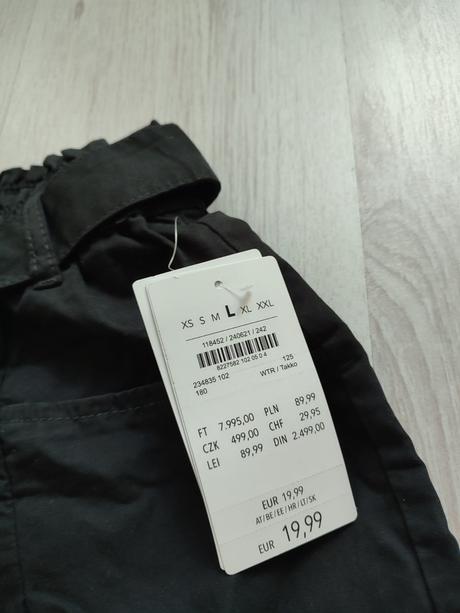 XS S M L XL XXL
118452 / 240621 / 242
8227582 102 05 0 4
234835 102 125
180 WTR / Takko
FT 7.995,00 PLN 89.99
CZK 499,00 CHF 29,95
LEI 89,99 DIN 2.499,00
EUR 19,99
AT/BE/EE/HR/LT/SK
EUR 19,99